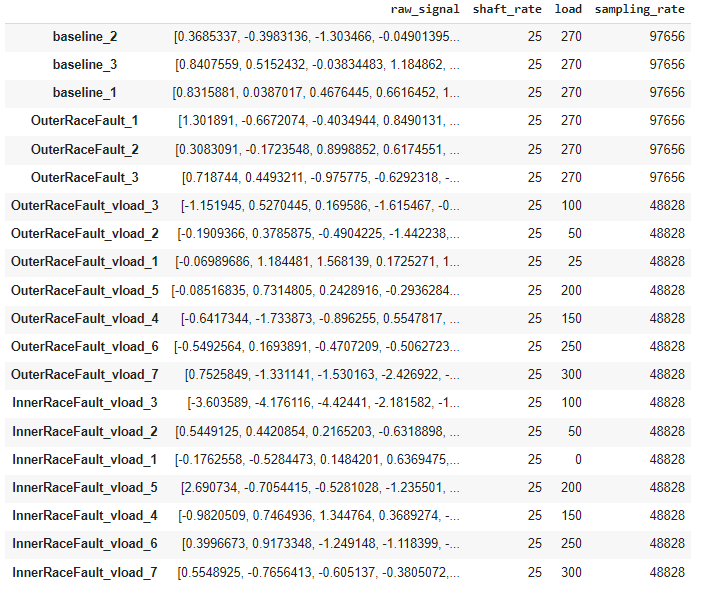 raw_signal shaft_rate load sampling_rate
baseline_2 [0.3685337, -0.3983136, -1.303466, -0.04901395... 25 270 97656
baseline_3 [0.8407559, 0.5152432, -0.03834483, 1.184862, ... 25 270 97656
baseline_1 [0.8315881, 0.0387017, 0.4676445, 0.6616452, 1... 25 270 97656
OuterRaceFault_1 [1.301891, -0.6672074, -0.4034944, 0.8490131, ... 25 270 97656
OuterRaceFault_2 [0.3083091, -0.1723548, 0.8998852, 0.6174551, ... 25 270 97656
OuterRaceFault_3 [0.718744, 0.4493211, -0.975775, -0.6292318, -... 25 270 97656
OuterRaceFault_vload_3 [-1.151945, 0.5270445, 0.169586, -1.615467, -0... 25 100 48828
OuterRaceFault_vload_2 [-0.1909366, 0.3785875, -0.4904225, -1.442238,... 25 50 48828
OuterRaceFault_vload_1 [-0.06989686, 1.184481, 1.568139, 0.1725271, 1... 25 25 48828
OuterRaceFault_vload_5 [-0.08516835, 0.7314805, 0.2428916, -0.2936284... 25 200 48828
OuterRaceFault_vload_4 [-0.6417344, -1.733873, -0.896255, 0.5547817, ... 25 150 48828
OuterRaceFault_vload_6 [-0.5492564, 0.1693891, -0.4707209, -0.5062723... 25 250 48828
OuterRaceFault_vload_7 [0.7525849, -1.331141, -1.530163, -2.426922, -... 25 300 48828
InnerRaceFault_vload_3 [-3.603589, -4.176116, -4.42441, -2.181582, -1... 25 100 48828
InnerRaceFault_vload_2 [0.5449125, 0.4420854, 0.2165203, -0.6318898, ... 25 50 48828
InnerRaceFault_vload_1 [-0.1762558, -0.5284473, 0.1484201, 0.6369475,... 25 0 48828
InnerRaceFault_vload_5 [2.690734, -0.7054415, -0.5281028, -1.235501, ... 25 200 48828
InnerRaceFault_vload_4 [-0.9820509, 0.7464936, 1.344764, 0.3689274, -... 25 150 48828
InnerRaceFault_vload_6 [0.3996673, 0.9173348, -1.249148, -1.118399, -... 25 250 48828
InnerRaceFault_vload_7 [0.5548925, -0.7656413, -0.605137, -0.3805072,... 25 300 48828